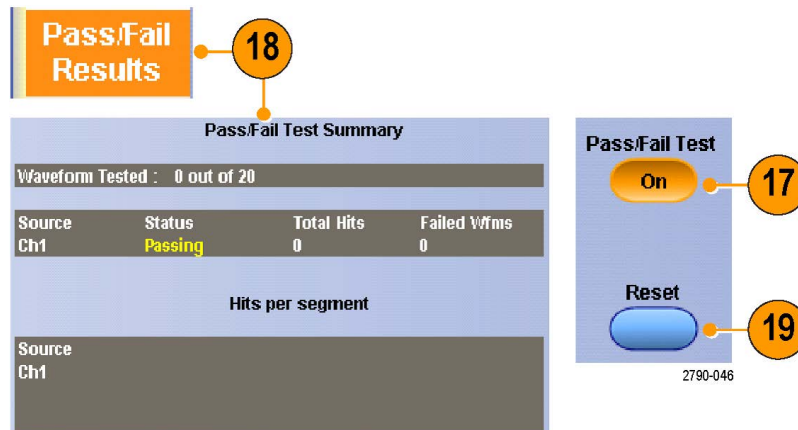 Pass/Fail
Results
18
Pass/Fail Test Summary
Waveform Tested : 0 out of 20
Source Status Total Hits Failed Wfms
Ch1 Passing 0 0
Hits per segment
Source
Ch1
Pass/Fail Test
On
17
Reset
19
2790-046